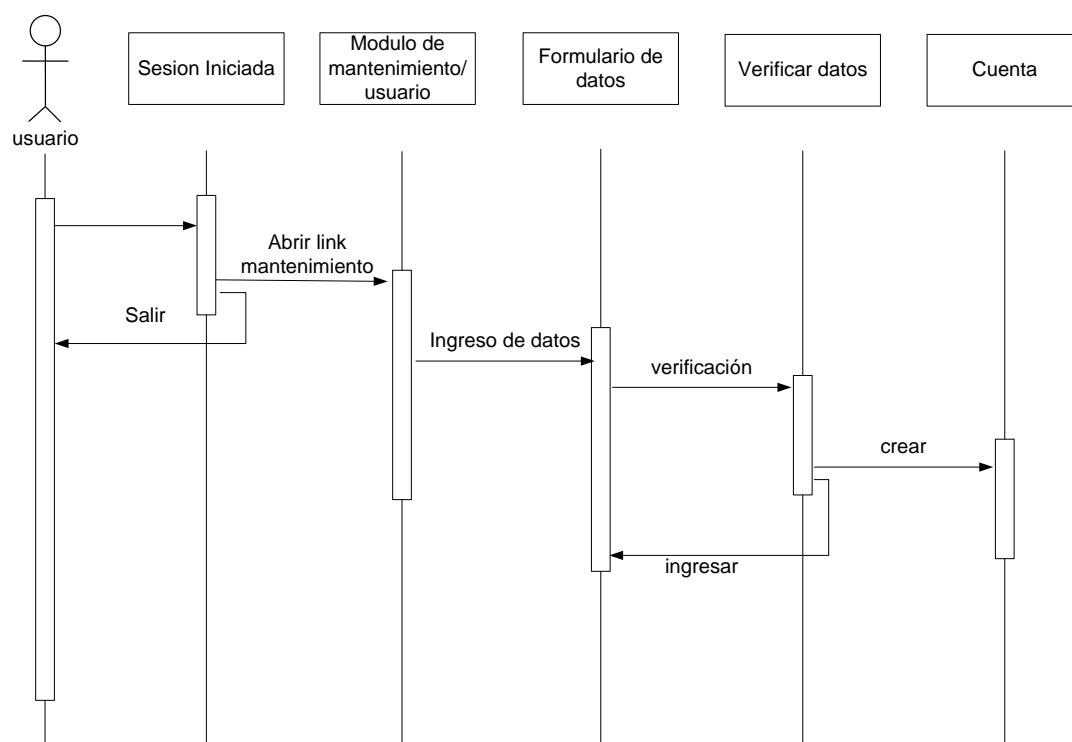 usuario
Sesion Iniciada
Modulo de
mantenimiento/
usuario
Formulario de
datos
Verificar datos
Cuenta
Abrir link
mantenimiento
Salir
Ingreso de datos
verificación
crear
ingresar